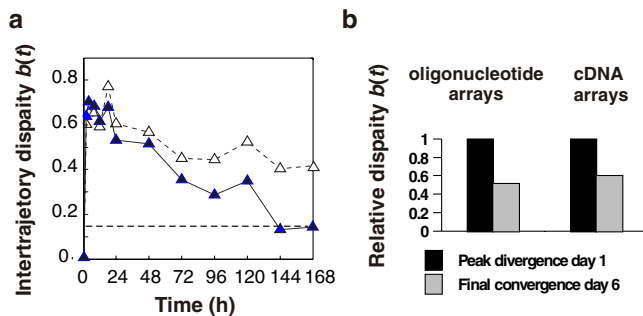 a
Intertrajectory dispaity b(t)
0.8
0.6
0.4
0.2
0.
0 24 48 72 96 120 144 168
Time (h)
b
oligonucleotide arrays
cDNA arrays
Relative dispaity b(t)
1
0.8
0.6
0.4
0.2
0
Peak divergence day 1
Final convergence day 6